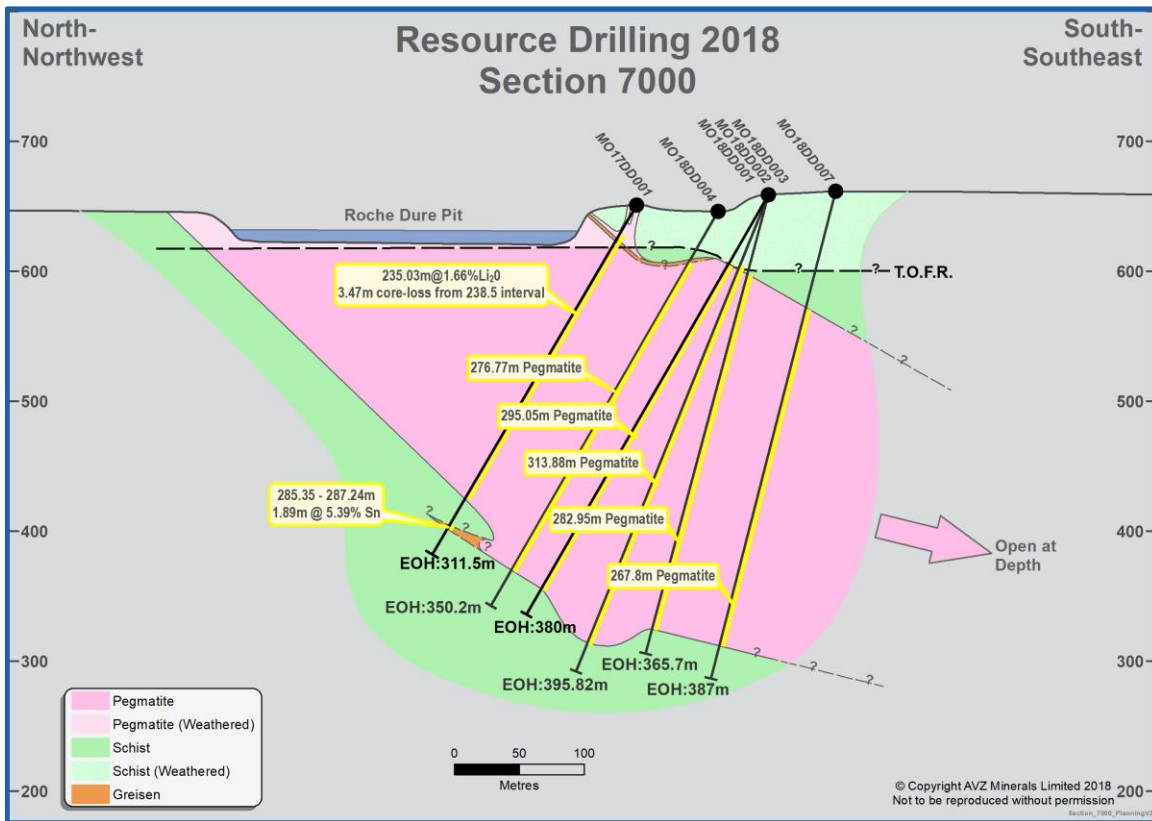 North-
Northwest
Resource Drilling 2018
Section 7000
South-
Southeast
700
700
MO17DD001
MO18DD004
MO18DD001
MO18DD002
MO18DD003
MO18DD007
Roche Dure Pit
?
?
600
?
?
?
T.O.F.R.
600
235.03m@1.66%Li₂0
3.47m core-loss from 238.5 interval
?
?
276.77m Pegmatite
500
500
295.05m Pegmatite
313.88m Pegmatite
285.35 - 287.24m
1.89m @ 5.39% Sn
?
?
?
?
282.95m Pegmatite
400
400
Open at
Depth
EOH:311.5m
267.8m Pegmatite
EOH:350.2m
EOH:380m
300
EOH:365.7m
?
?
?
300
EOH:395.82m
EOH:387m
Pegmatite
Pegmatite (Weathered)
Schist
Schist (Weathered)
Greisen
0 50 100
Metres
200
200
© Copyright AVZ Minerals Limited 2018
Not to be reproduced without permission